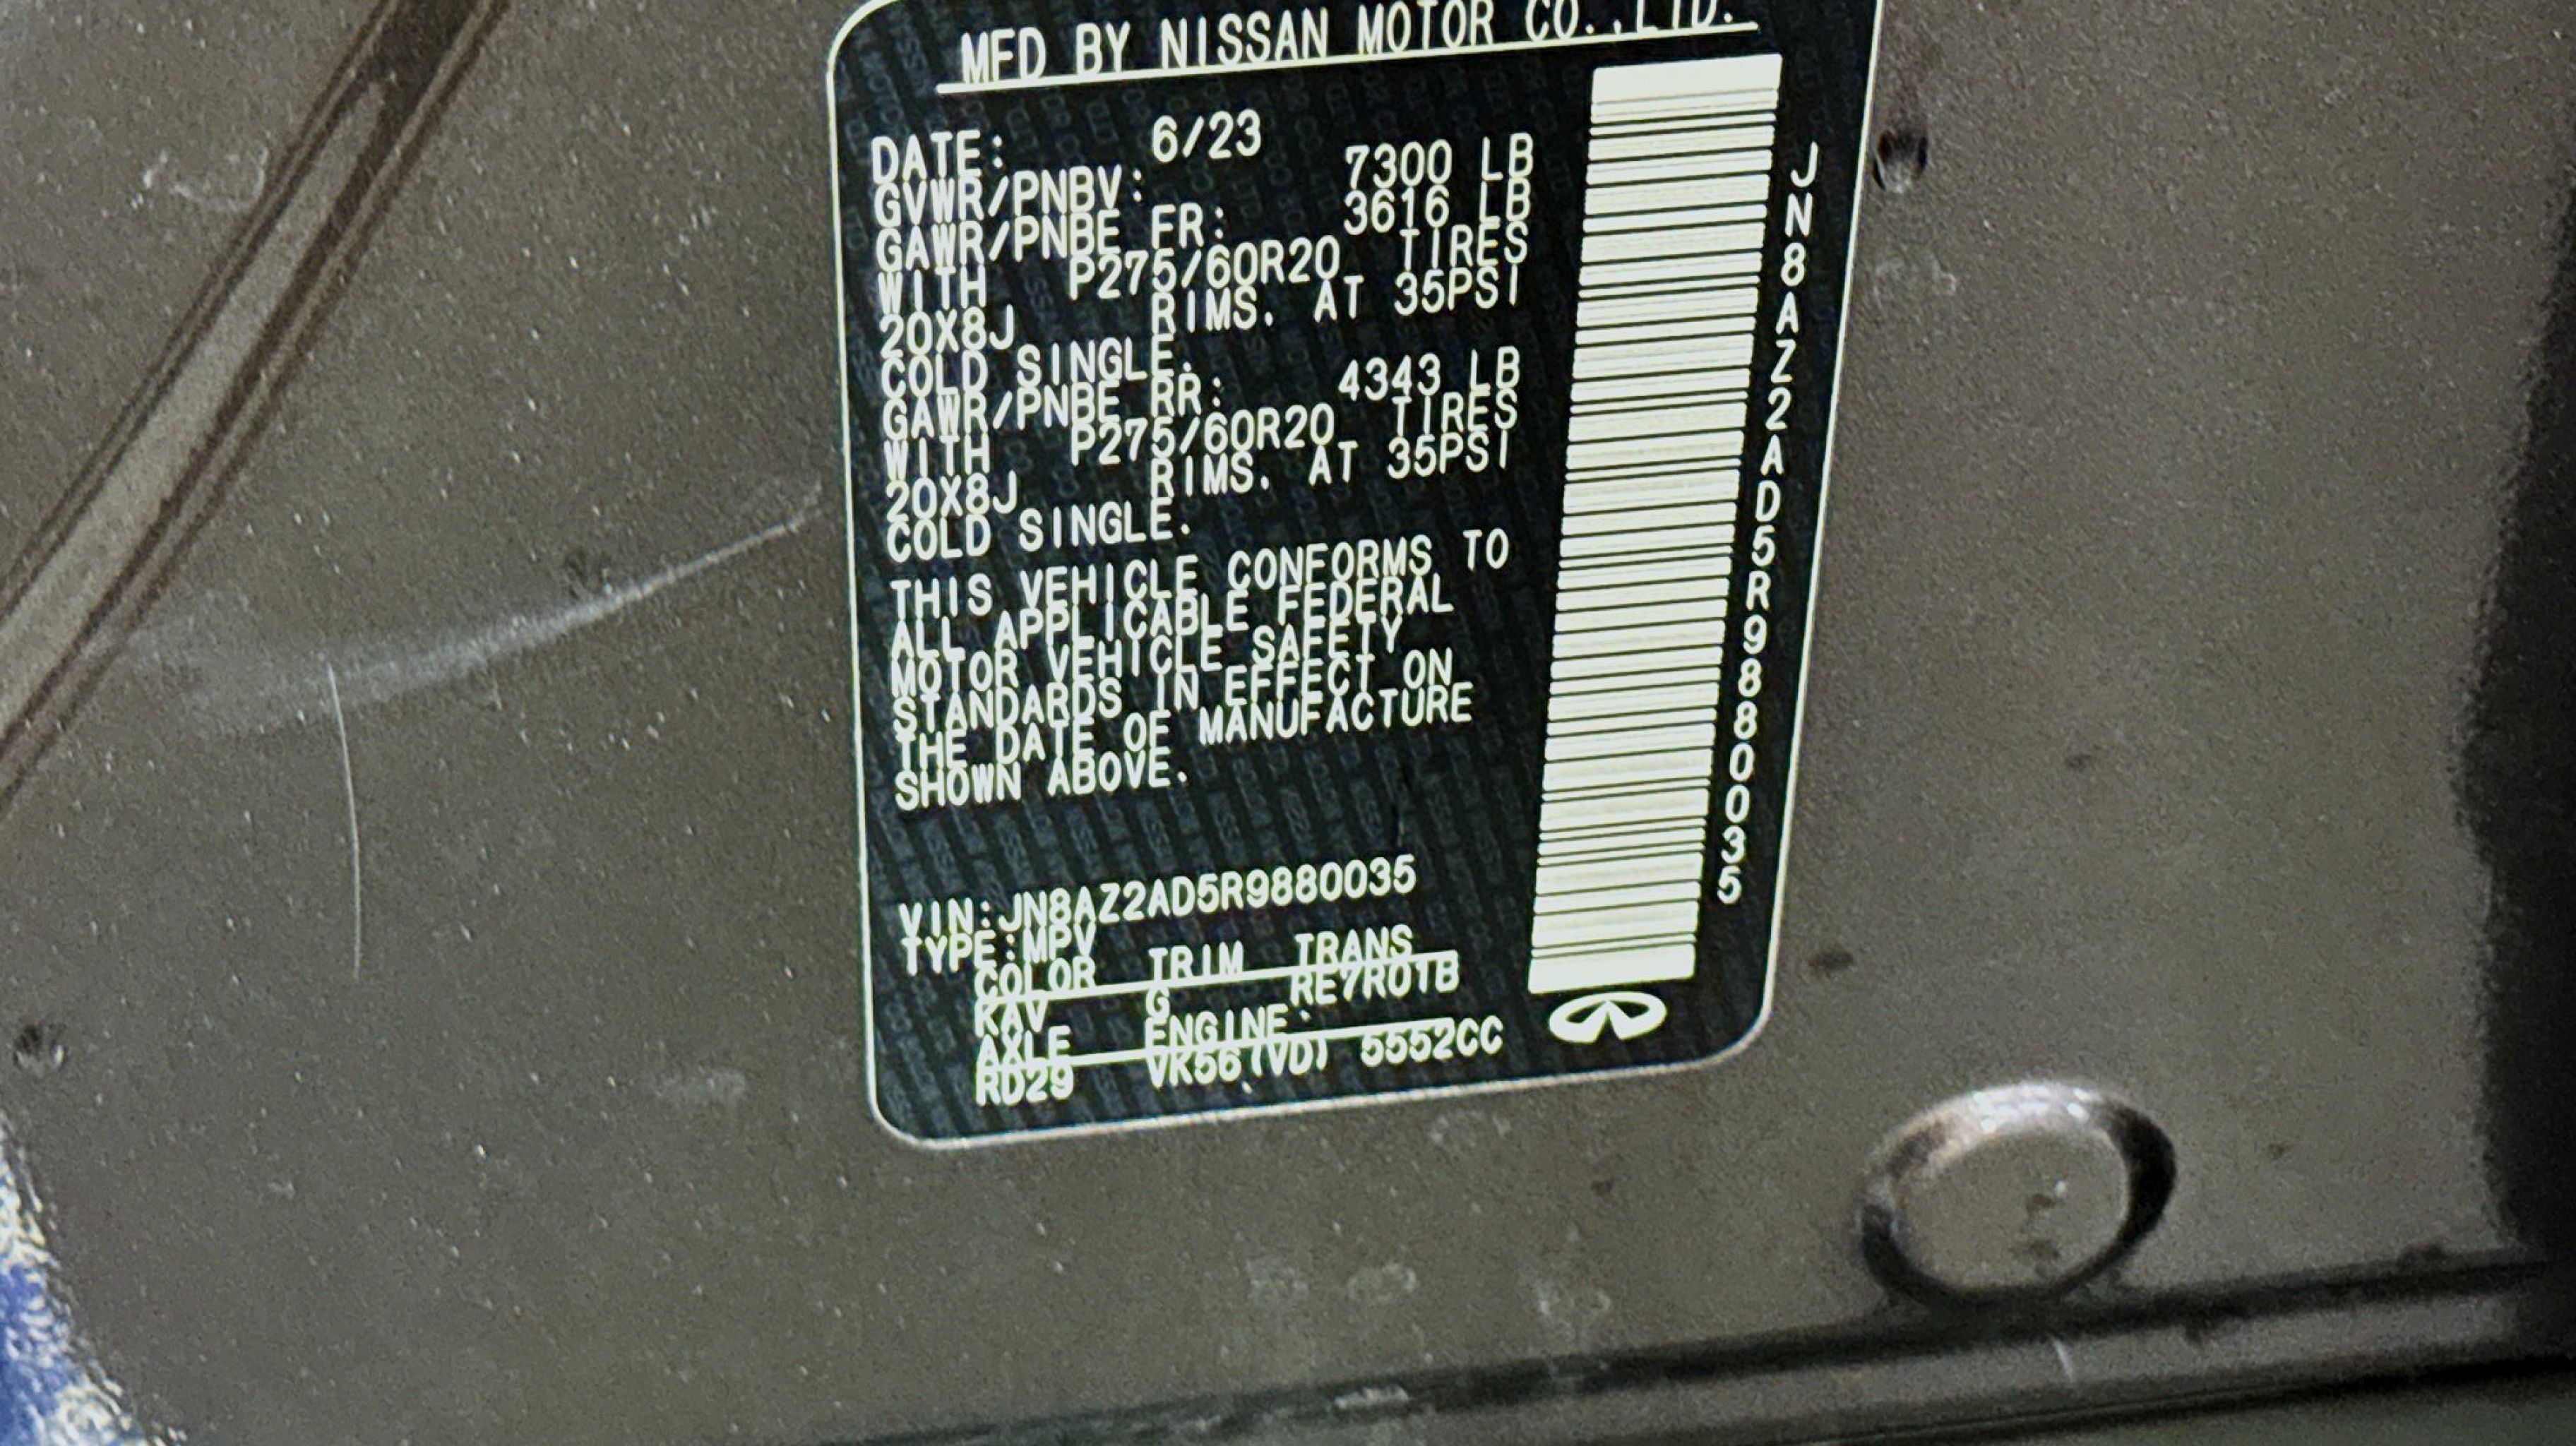 MFD BY NISSAN MOTOR CO.,LTD.
DATE: 6/23
GVWR/PNBV: 7300 LB
GAWR/PNBE FR: 3616 LB
WITH P275/60R20 TIRES
20X8J RIMS. AT 35PSI
COLD SINGLE.
GAWR/PNBE RR: 4343 LB
WITH P275/60R20 TIRES
20X8J RIMS. AT 35PSI
COLD SINGLE.
THIS VEHICLE CONFORMS TO
ALL APPLICABLE FEDERAL
MOTOR VEHICLE SAFETY
STANDARDS IN EFFECT ON
THE DATE OF MANUFACTURE
SHOWN ABOVE.
VIN:JN8AZ2AD5R9880035
TYPE:MPV
COLOR TRIM TRANS
KAV G RE7R01B
AXLE ENGINE
RD29 VK56(VD) 5552CC
JN8AZ2AD5R9880035